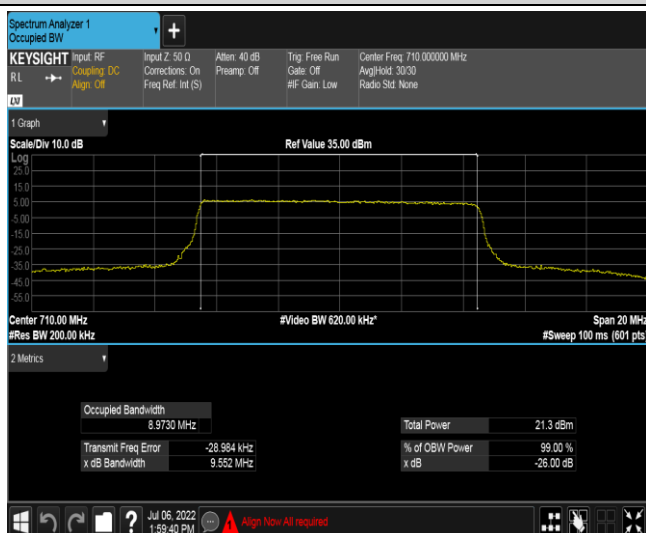 Spectrum Analyzer 1
Occupied BW
+
KEYSIGHT Input: RF Input Z: 50 Ω Atten: 40 dB Trig: Free Run Center Freq: 710.000000 MHz
RL Coupling: DC Corrections: On Preamp: Off Gate: Off Avg|Hold: 30/30
Align: Off Freq Ref: Int (S) #IF Gain: Low Radio Std: None
LXI
1 Graph
Scale/Div 10.0 dB Ref Value 35.00 dBm
Log
25.0
15.0
5.00
-5.00
-15.0
-25.0
-35.0
-45.0
-55.0
Center 710.00 MHz #Video BW 620.00 kHz* Span 20 MHz
#Res BW 200.00 kHz #Sweep 100 ms (601 pts)
2 Metrics
Occupied Bandwidth
8.9730 MHz Total Power 21.3 dBm
Transmit Freq Error -28.984 kHz % of OBW Power 99.00 %
x dB Bandwidth 9.552 MHz x dB -26.00 dB
? Jul 06, 2022
1:59:40 PM Align Now All required